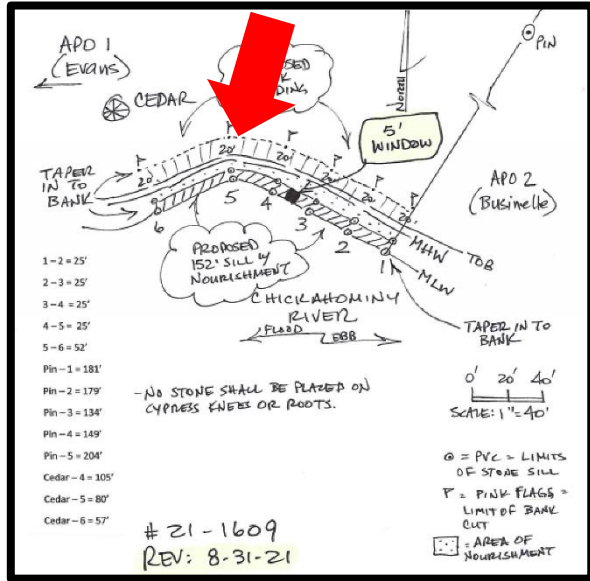 APO 1
(Evans)
CEDAR
PIN
NORTH
5'
WINDOW
APO 2
(Businelle)
TAPER
IN TO
BANK
20'
20'
20'
20'
20'
P
P
P
P
P
6
5
4
3
2
1
MHW
TOB
MLW
PROPOSED
152' SILL W/
NOURISHMENT
CHICKAHOMINY
RIVER
FLOOD
EBB
TAPER IN TO
BANK
1 – 2 = 25'
2 – 3 = 25'
3 – 4 = 25'
4 – 5 = 25'
5 – 6 = 52'
Pin – 1 = 181'
Pin – 2 = 179'
Pin – 3 = 134'
Pin – 4 = 149'
Pin – 5 = 204'
Cedar – 4 = 105'
Cedar – 5 = 80'
Cedar – 6 = 57'
- NO STONE SHALL BE PLACED ON
CYPRESS KNEES OR ROOTS.
0' 20' 40'
SCALE: 1"=40'
= PVC = LIMITS
OF STONE SILL
P = PINK FLAGS =
LIMIT OF BANK
CUT
= AREA OF
NOURISHMENT
# 21-1609
REV: 8-31-21